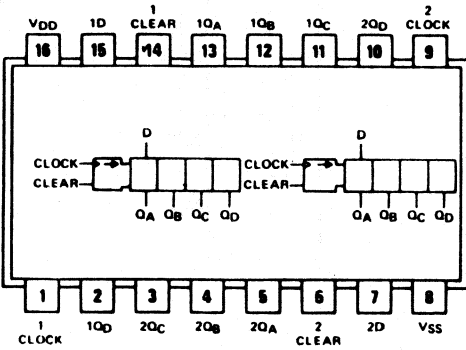 VDD 1D 1 CLEAR 1QA 1QB 1QC 2QD 2 CLOCK
16 15 14 13 12 11 10 9
D D
CLOCK CLOCK
CLEAR CLEAR
QA QB QC QD QA QB QC QD
1 2 3 4 5 6 7 8
1 CLOCK 1QD 2QC 2QB 2QA 2 CLEAR 2D VSS